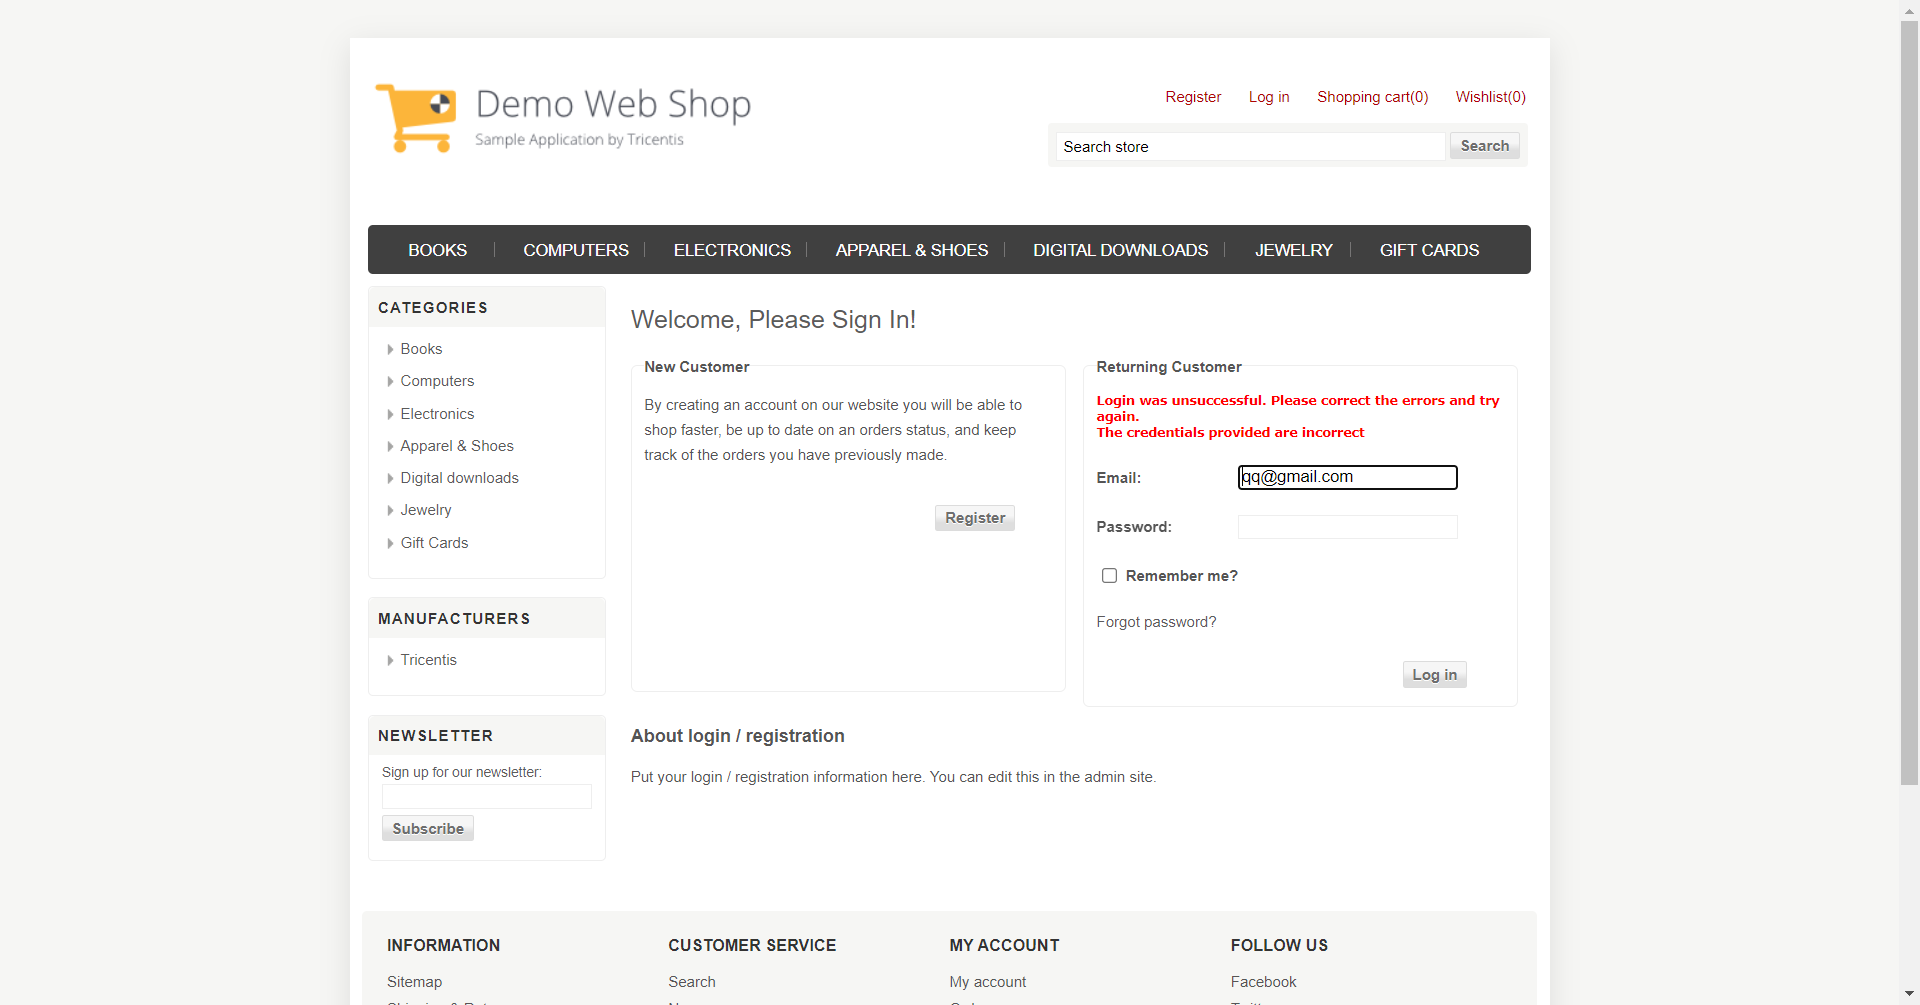 Demo Web Shop
Sample Application by Tricentis
Register
Log in
Shopping cart(0)
Wishlist(0)
Search store
Search
BOOKS
COMPUTERS
ELECTRONICS
APPAREL & SHOES
DIGITAL DOWNLOADS
JEWELRY
GIFT CARDS
CATEGORIES
Books
Computers
Electronics
Apparel & Shoes
Digital downloads
Jewelry
Gift Cards
MANUFACTURERS
Tricentis
NEWSLETTER
Sign up for our newsletter:
Subscribe
Welcome, Please Sign In!
New Customer
By creating an account on our website you will be able to
shop faster, be up to date on an orders status, and keep
track of the orders you have previously made.
Register
Returning Customer
Login was unsuccessful. Please correct the errors and try
again.
The credentials provided are incorrect
Email:
qq@gmail.com
Password:
Remember me?
Forgot password?
Log in
About login / registration
Put your login / registration information here. You can edit this in the admin site.
INFORMATION
Sitemap
CUSTOMER SERVICE
Search
MY ACCOUNT
My account
FOLLOW US
Facebook